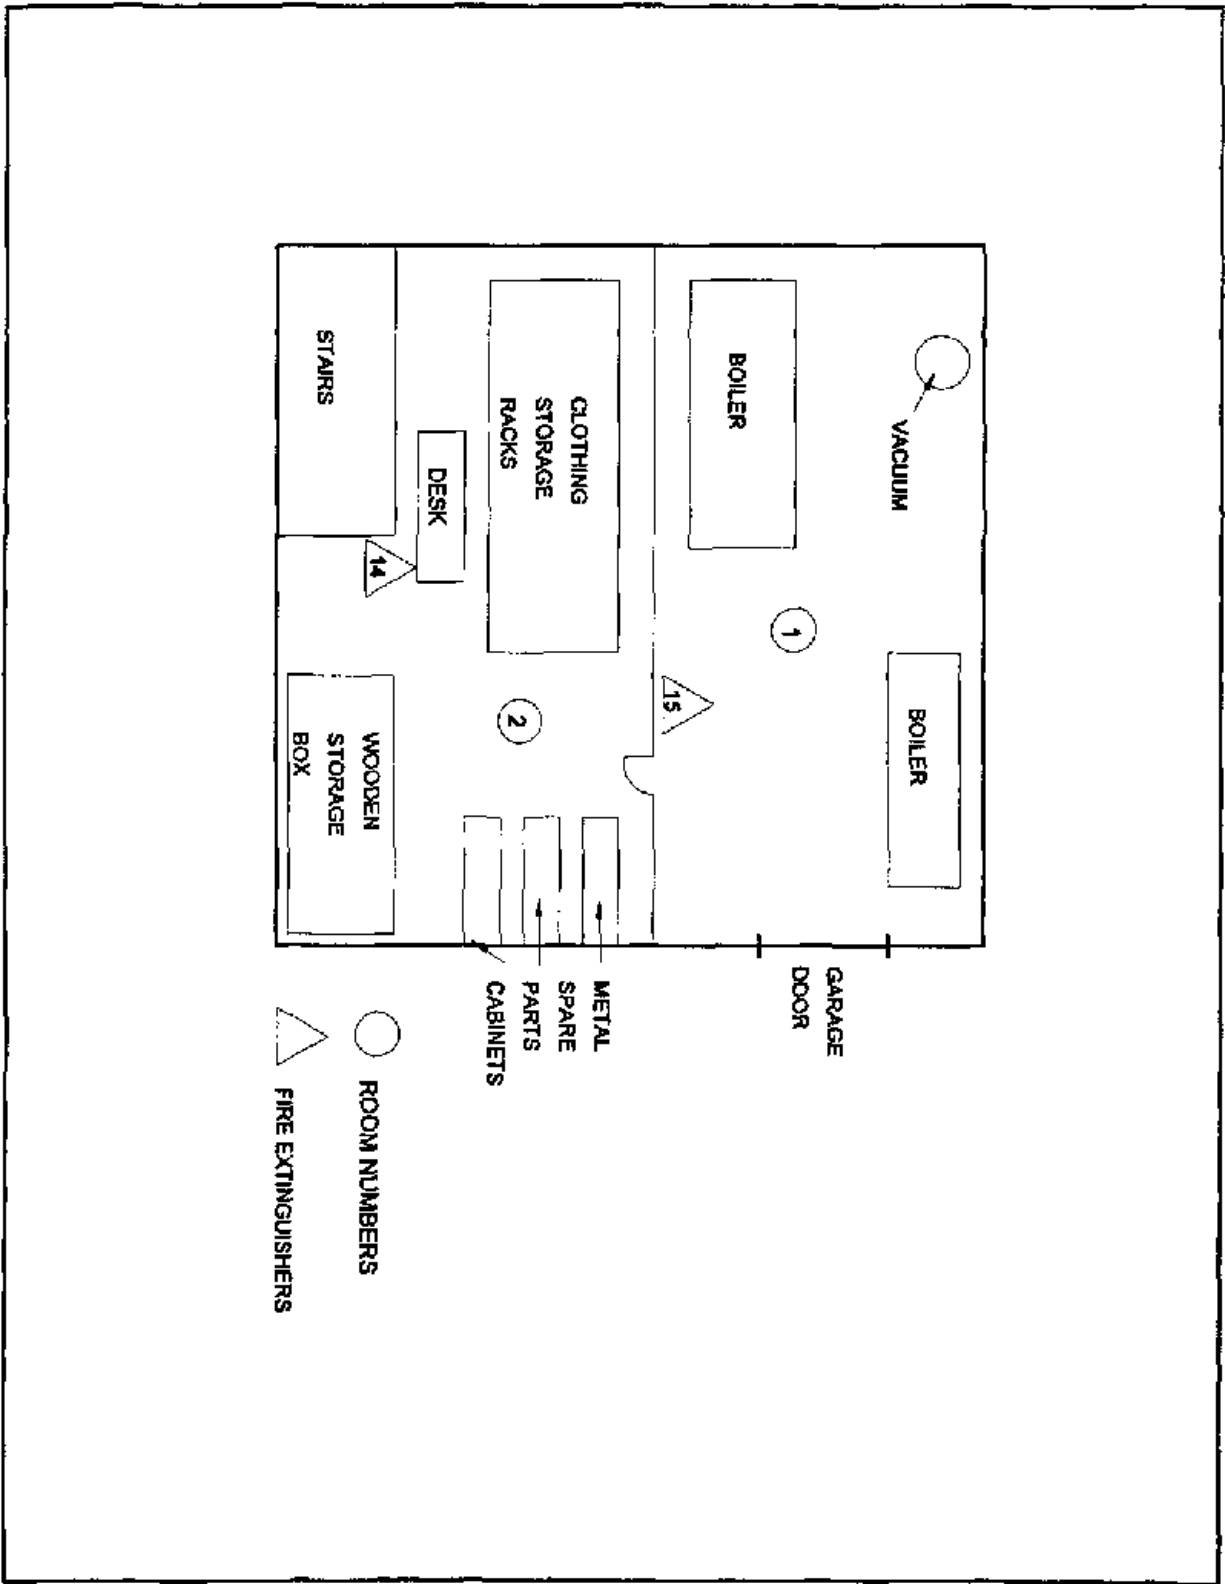 VACUUM
BOILER
1
BOILER
15
GARAGE
DOOR
CLOTHING
STORAGE
RACKS
2
METAL
SPARE
PARTS
CABINETS
DESK
14
STAIRS
WOODEN
STORAGE
BOX
ROOM NUMBERS
FIRE EXTINGUISHERS